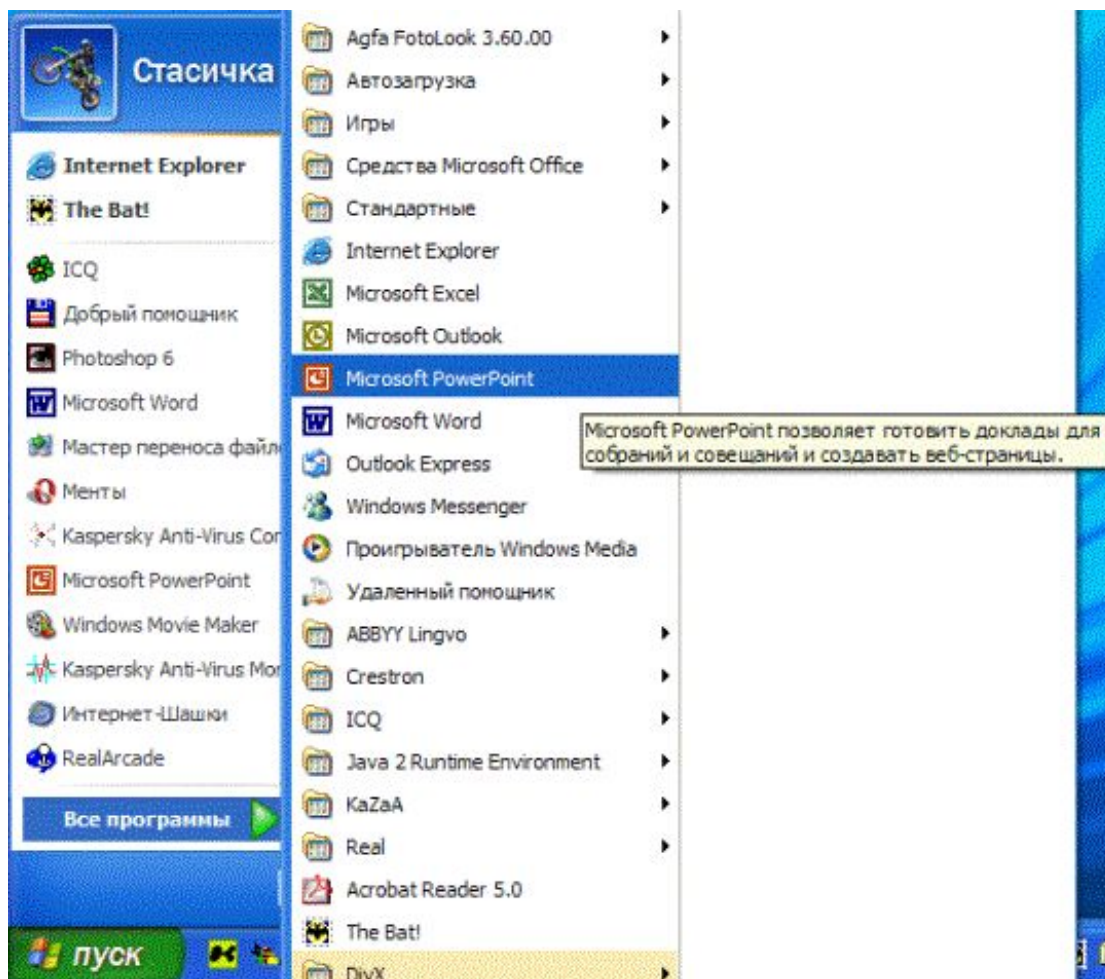 Стасичка
Internet Explorer
The Bat!
ICQ
Добрый помощник
Photoshop 6
Microsoft Word
Мастер переноса файло
Менты
Kaspersky Anti-Virus Con
Microsoft PowerPoint
Windows Movie Maker
Kaspersky Anti-Virus Mor
Интернет-Шашки
RealArcade
Все программы
пуск
Agfa FotoLook 3.60.00
Автозагрузка
Игры
Средства Microsoft Office
Стандартные
Internet Explorer
Microsoft Excel
Microsoft Outlook
Microsoft PowerPoint
Microsoft Word
Outlook Express
Windows Messenger
Проигрыватель Windows Media
Удаленный помощник
ABBYY Lingvo
Crestron
ICQ
Java 2 Runtime Environment
KaZaA
Real
Acrobat Reader 5.0
The Bat!
DivX
Microsoft PowerPoint позволяет готовить доклады для
собраний и совещаний и создавать веб-страницы.